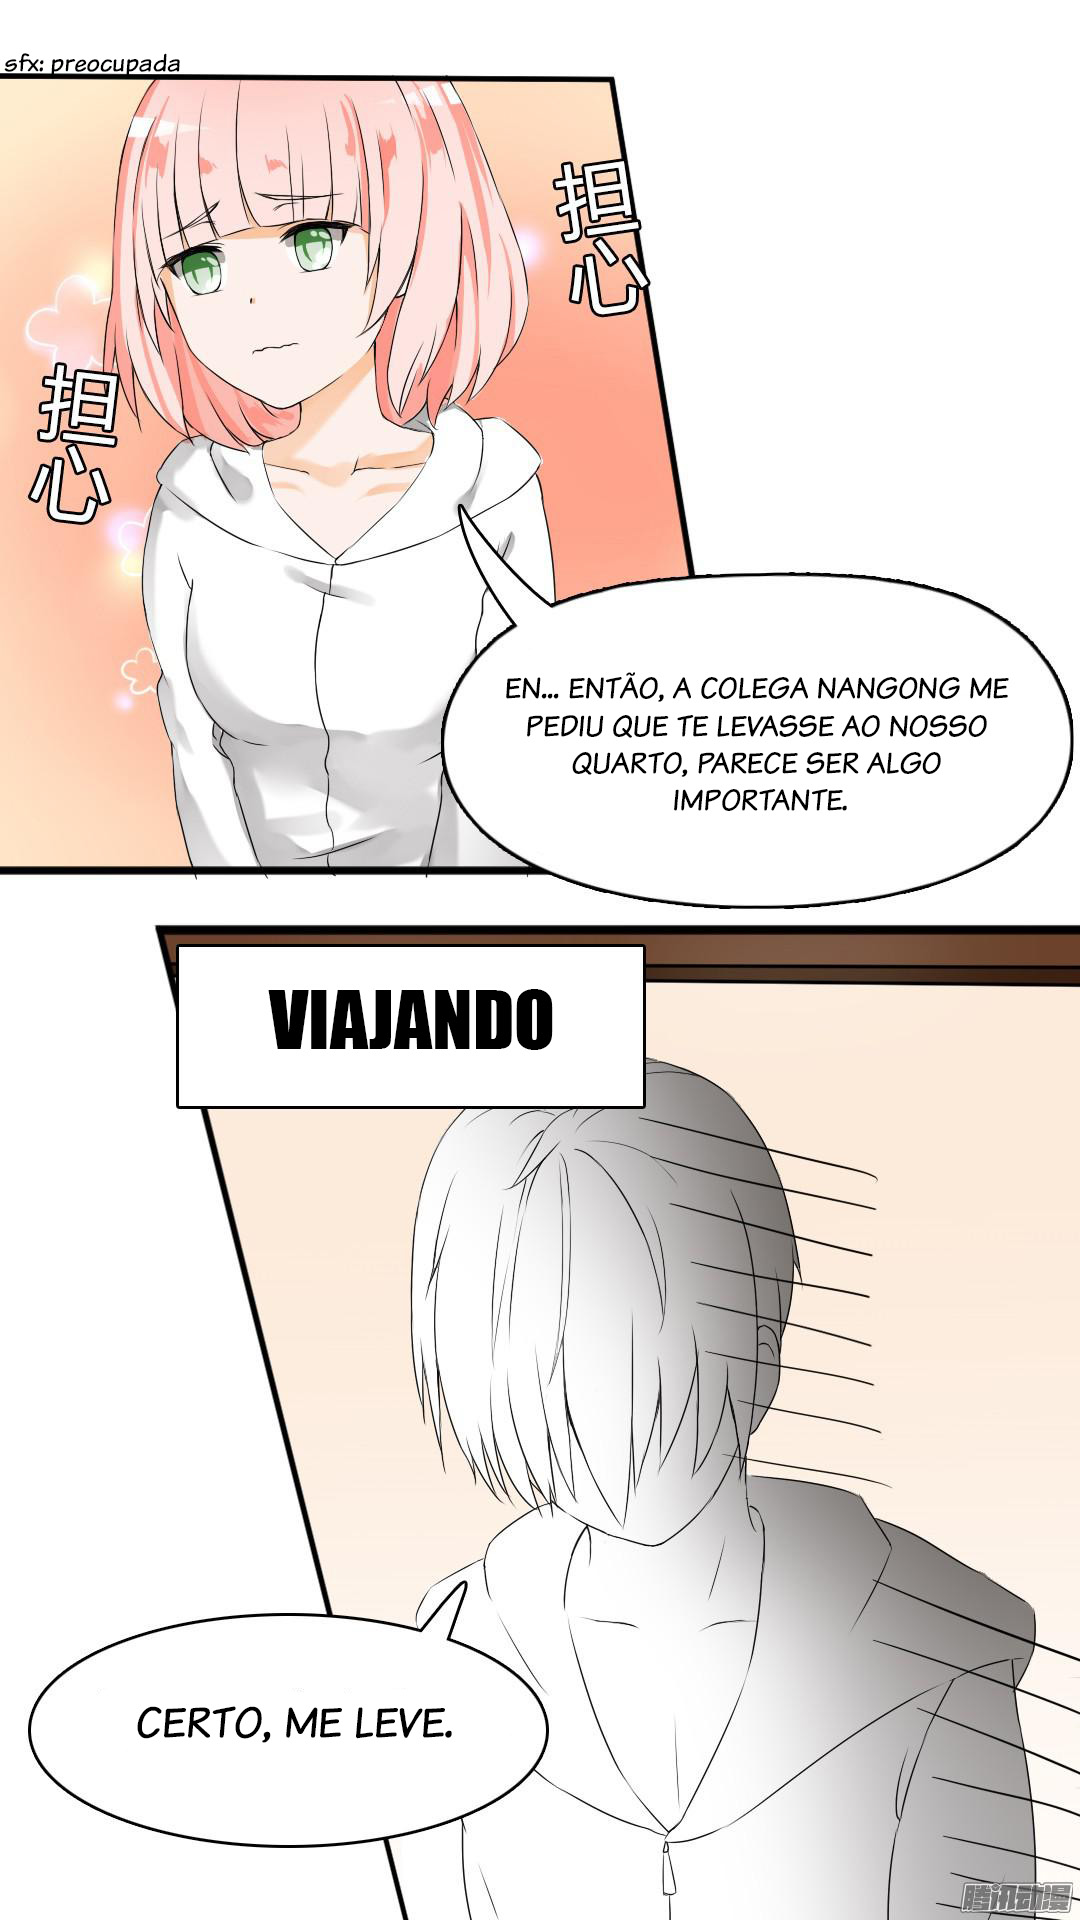 sfx: preocupada
担心
担心
EN... ENTÃO, A COLEGA NANGONG ME
PEDIU QUE TE LEVASSE AO NOSSO
QUARTO, PARECE SER ALGO
IMPORTANTE.
VIAJANDO
CERTO, ME LEVE.
腾讯动漫